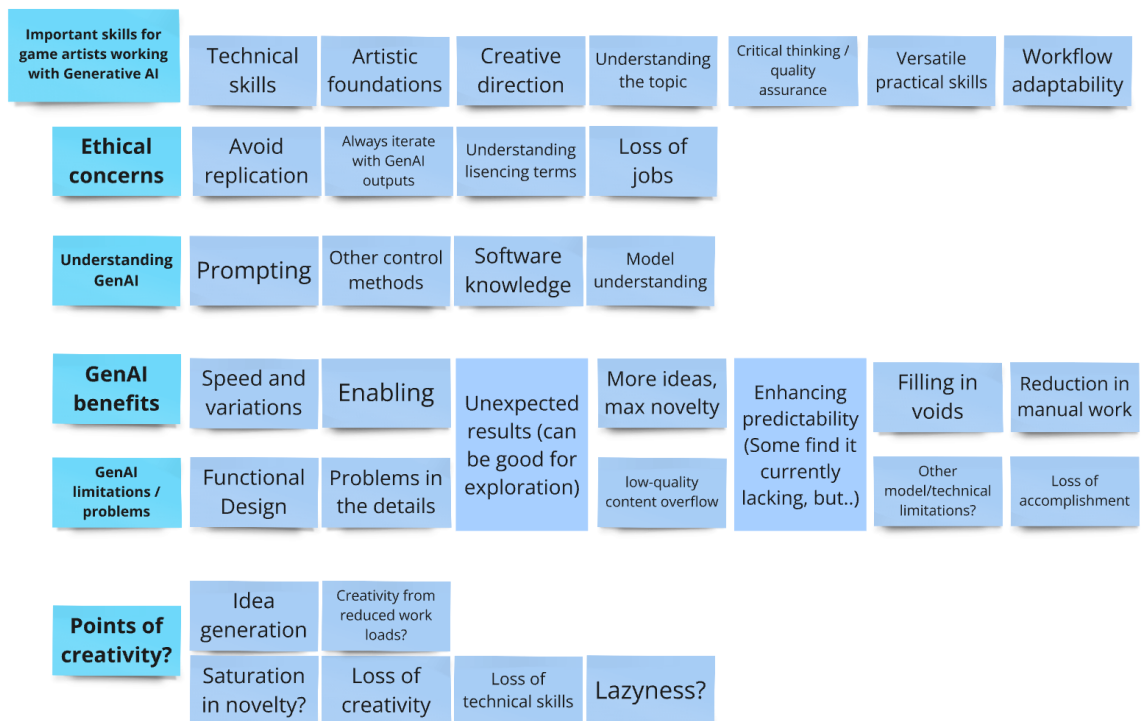 Important skills for
game artists working
with Generative AI
Technical
skills
Artistic
foundations
Creative
direction
Understanding
the topic
Critical thinking /
quality
assurance
Versatile
practical skills
Workflow
adaptability
Ethical
concerns
Avoid
replication
Always iterate
with GenAI
outputs
Understanding
lisencing terms
Loss of
jobs
Understanding
GenAI
Prompting
Other control
methods
Software
knowledge
Model
understanding
GenAI
benefits
Speed and
variations
Enabling
Unexpected
results (can
be good for
exploration)
More ideas,
max novelty
Enhancing
predictability
(Some find it
currently
lacking, but..)
Filling in
voids
Reduction in
manual work
GenAI
limitations /
problems
Functional
Design
Problems in
the details
low-quality
content overflow
Other
model/technical
limitations?
Loss of
accomplishment
Points of
creativity?
Idea
generation
Creativity from
reduced work
loads?
Saturation
in novelty?
Loss of
creativity
Loss of
technical skills
Lazyness?